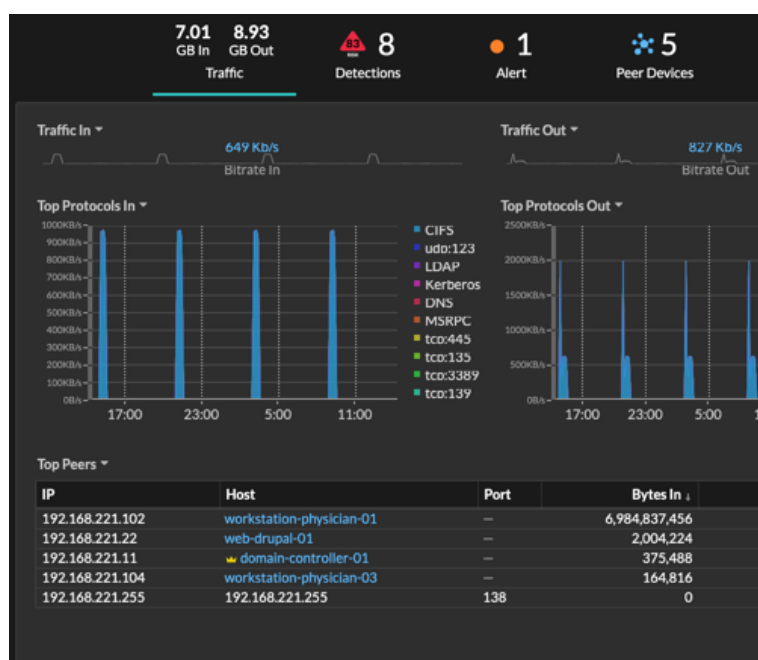 7.01 8.93
GB In GB Out
Traffic
83
RISK
8
Detections
1
Alert
5
Peer Devices
Traffic In
649 Kb/s
Bitrate In
Traffic Out
827 Kb/s
Bitrate Out
Top Protocols In
1000KB/s
900KB/s
800KB/s
700KB/s
600KB/s
500KB/s
400KB/s
300KB/s
200KB/s
100KB/s
0B/s
17:00 23:00 5:00 11:00
CIFS
udp:123
LDAP
Kerberos
DNS
MSRPC
tcp:445
tcp:135
tcp:3389
tcp:139
Top Protocols Out
2500KB/s
2000KB/s
1500KB/s
1000KB/s
500KB/s
0B/s
17:00 23:00 5:00 1
Top Peers
IP Host Port Bytes In ↓
192.168.221.102 workstation-physician-01 — 6,984,837,456
192.168.221.22 web-drupal-01 — 2,004,224
192.168.221.11 domain-controller-01 — 375,488
192.168.221.104 workstation-physician-03 — 164,816
192.168.221.255 192.168.221.255 138 0